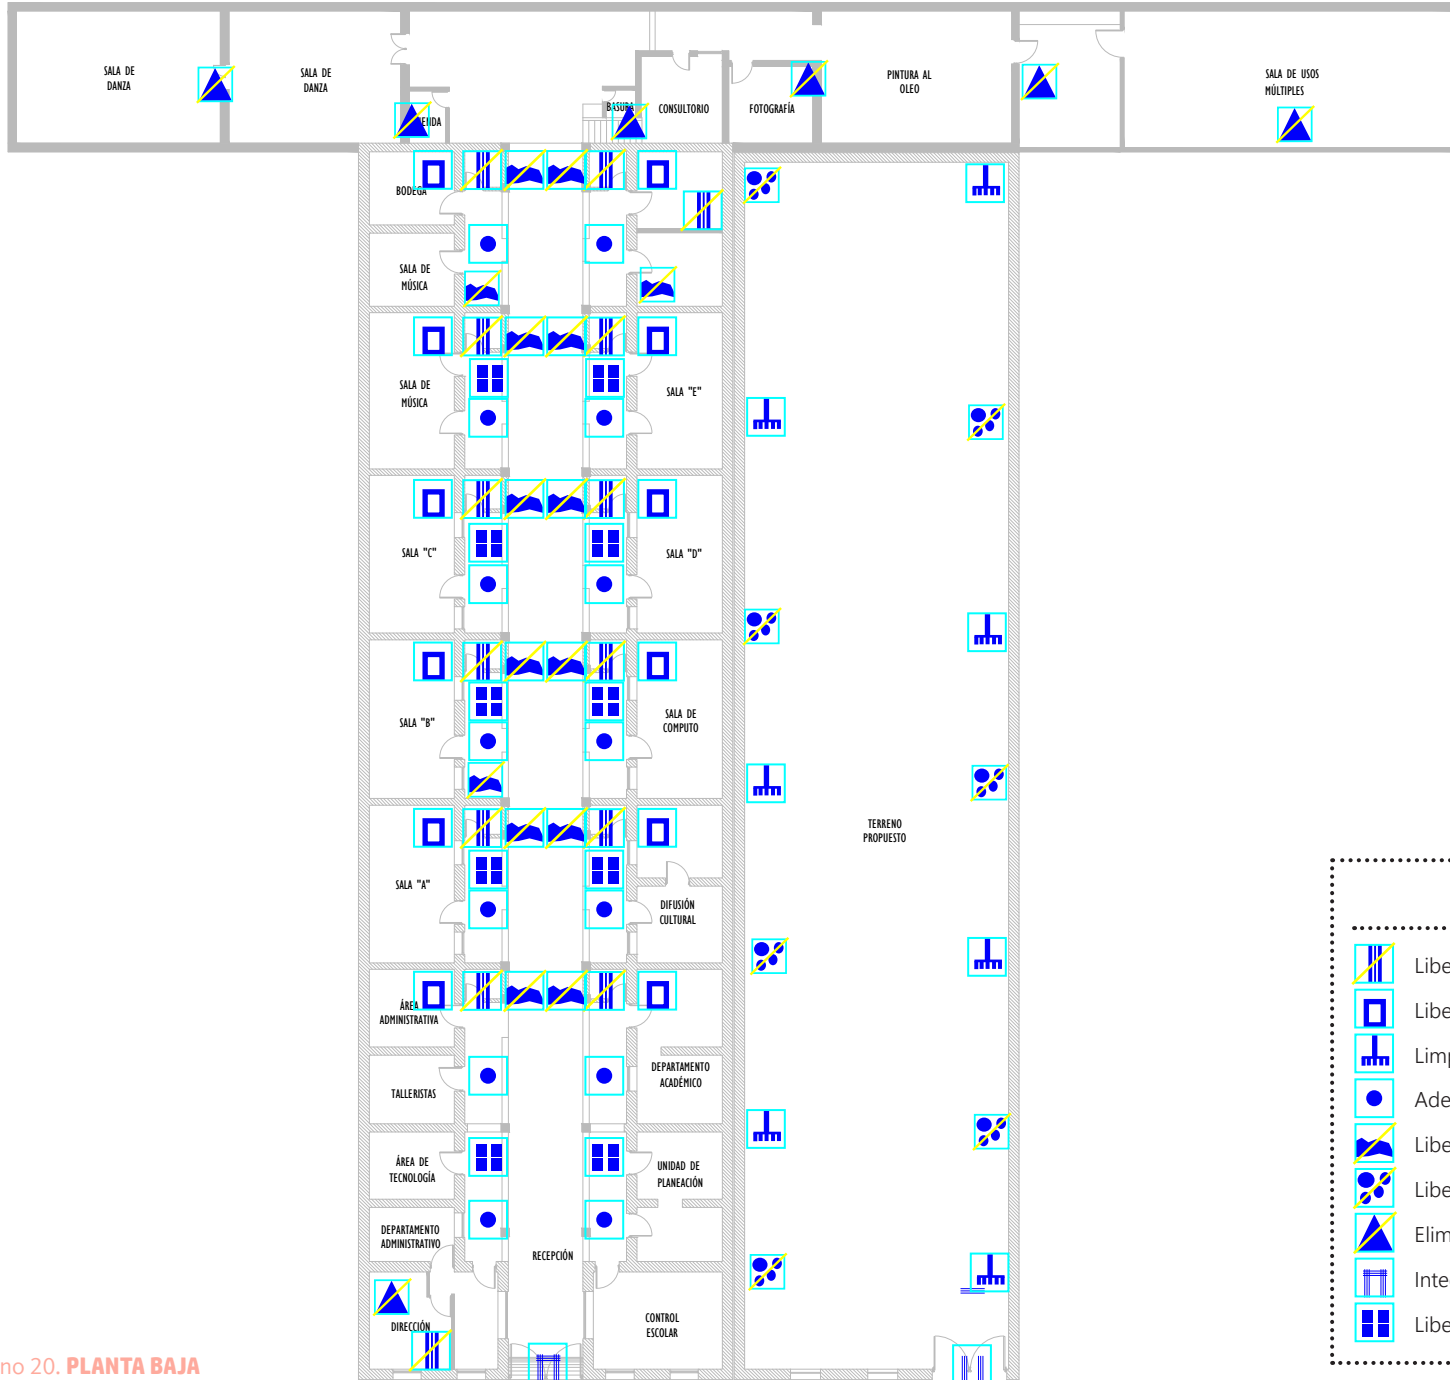 SALA DE
DANZA
SALA DE
DANZA
CONSULTORIO
FOTOGRAFÍA
PINTURA AL
OLEO
SALA DE USOS
MÚLTIPLES
BASURA
BODEGA
SALA DE
MÚSICA
SALA DE
MÚSICA
SALA "E"
SALA "C"
SALA "D"
SALA "B"
SALA DE
COMPUTO
TERRENO
PROPUESTO
SALA "A"
DIFUSIÓN
CULTURAL
ÁREA
ADMINISTRATIVA
DEPARTAMENTO
ACADÉMICO
TALLERISTAS
ÁREA DE
TECNOLOGÍA
UNIDAD DE
PLANEACIÓN
DEPARTAMENTO
ADMINISTRATIVO
RECEPCIÓN
DIRECCIÓN
CONTROL
ESCOLAR
Libe
Libe
Limp
Ade
Libe
Libe
Elim
Inte
Libe
no 20. PLANTA BAJA